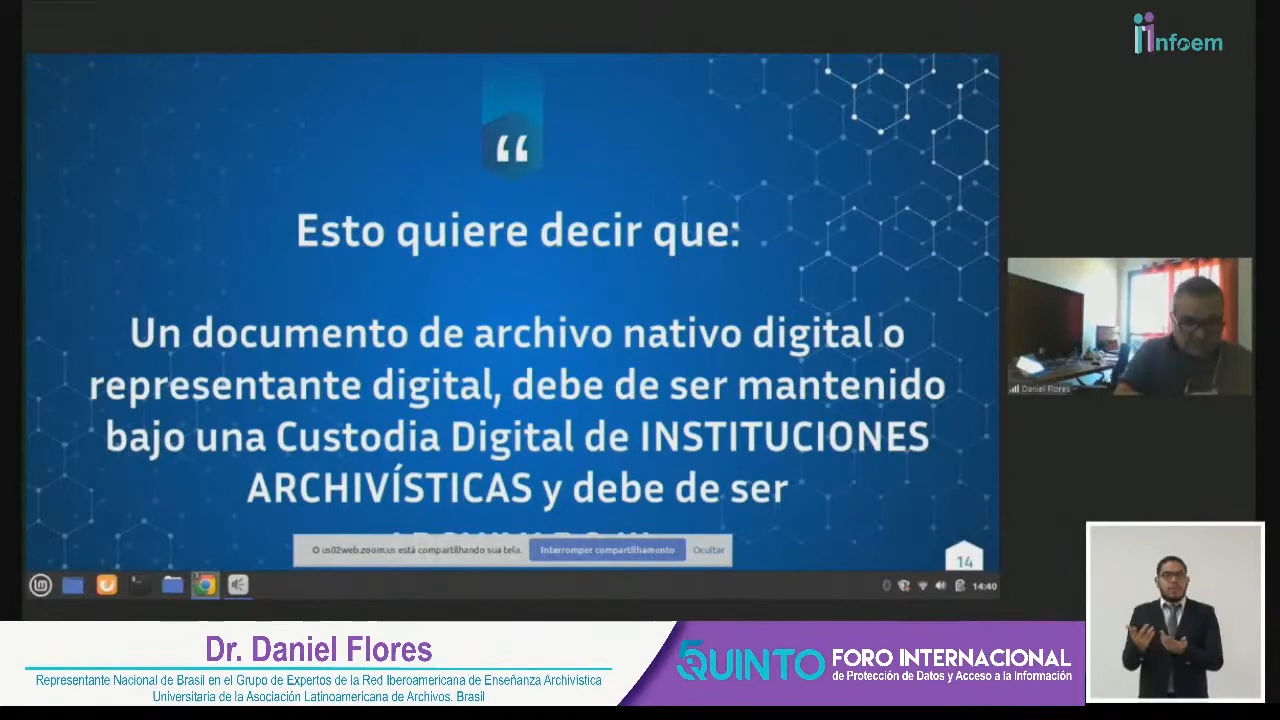 infoem
“
Esto quiere decir que:
Un documento de archivo nativo digital o
representante digital, debe de ser mantenido
bajo una Custodia Digital de INSTITUCIONES
ARCHIVÍSTICAS y debe de ser
O us02web.zoom.us está compartilhando sua tela. Interromper compartilhamento Ocultar
14
14:40
Daniel Flores
Dr. Daniel Flores
Representante Nacional de Brasil en el Grupo de Expertos de la Red Iberoamericana de Enseñanza Archivística
Universitaria de la Asociación Latinoamericana de Archivos. Brasil
5QUINTO FORO INTERNACIONAL
de Protección de Datos y Acceso a la Información